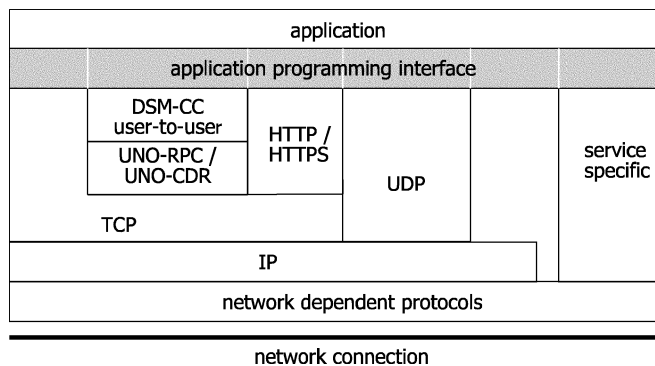 application
application programming interface
DSM-CC
user-to-user
UNO-RPC /
UNO-CDR
HTTP /
HTTPS
UDP
service
specific
TCP
IP
network dependent protocols
network connection